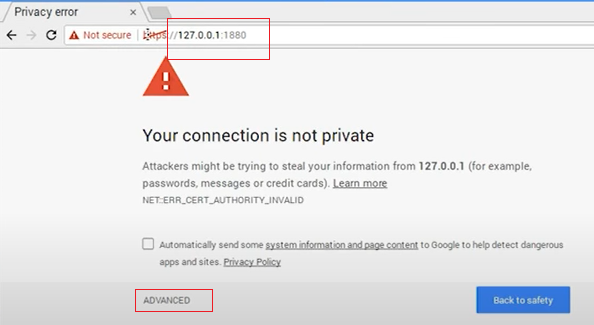 Privacy error
Not secure https://127.0.0.1:1880
Your connection is not private
Attackers might be trying to steal your information from 127.0.0.1 (for example,
passwords, messages or credit cards). Learn more
NET::ERR_CERT_AUTHORITY_INVALID
Automatically send some system information and page content to Google to help detect dangerous
apps and sites. Privacy Policy
ADVANCED
Back to safety